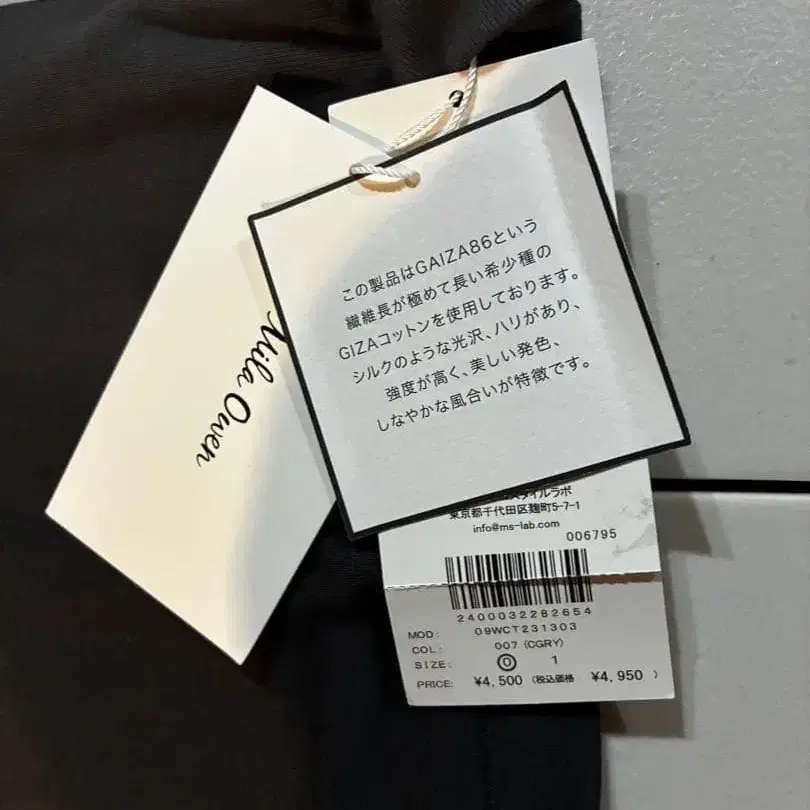 Mila Owen
この製品はGAIZA86という
繊維長が極めて長い希少種の
GIZAコットンを使用しております。
シルクのような光沢、ハリがあり、
強度が高く、美しい発色、
しなやかな風合いが特徴です。
スタイルラボ
東京都千代田区麹町5-7-1
info@ms-lab.com
006795
2400032282654
MOD: 09WCT231303
COL: 007 (CGRY)
SIZE: 0 1
PRICE: ¥4,500 (税込価格 ¥4,950 )